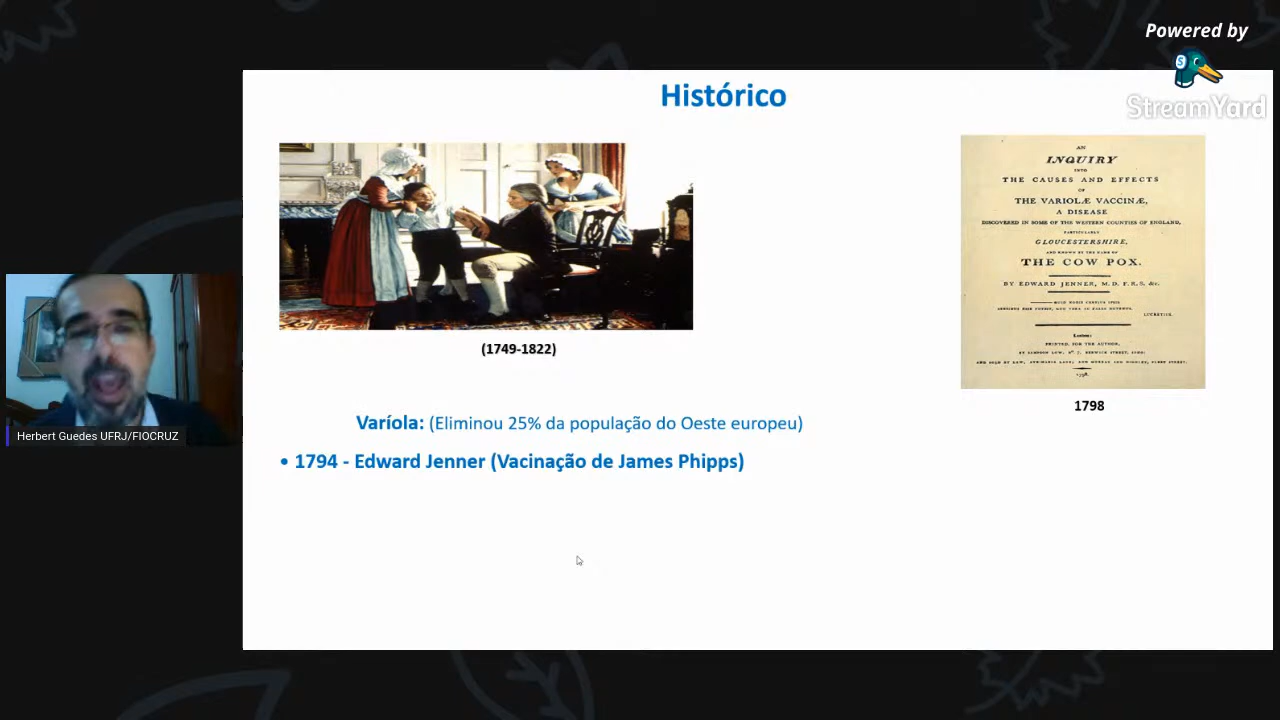 Powered by
StreamYard
Histórico
AN
INQUIRY
INTO
THE CAUSES AND EFFECTS
OF
THE VARIOLÆ VACCINÆ,
A DISEASE
DISCOVERED IN SOME OF THE WESTERN COUNTIES OF ENGLAND,
PARTICULARLY
GLOUCESTERSHIRE,
AND KNOWN BY THE NAME OF
THE COW POX.
BY EDWARD JENNER, M.D. F.R.S. &c.
LUCRETIUS.
London:
PRINTED, FOR THE AUTHOR,
1798.
(1749-1822)
1798
Varíola: (Eliminou 25% da população do Oeste europeu)
• 1794 - Edward Jenner (Vacinação de James Phipps)
Herbert Guedes UFRJ/FIOCRUZ